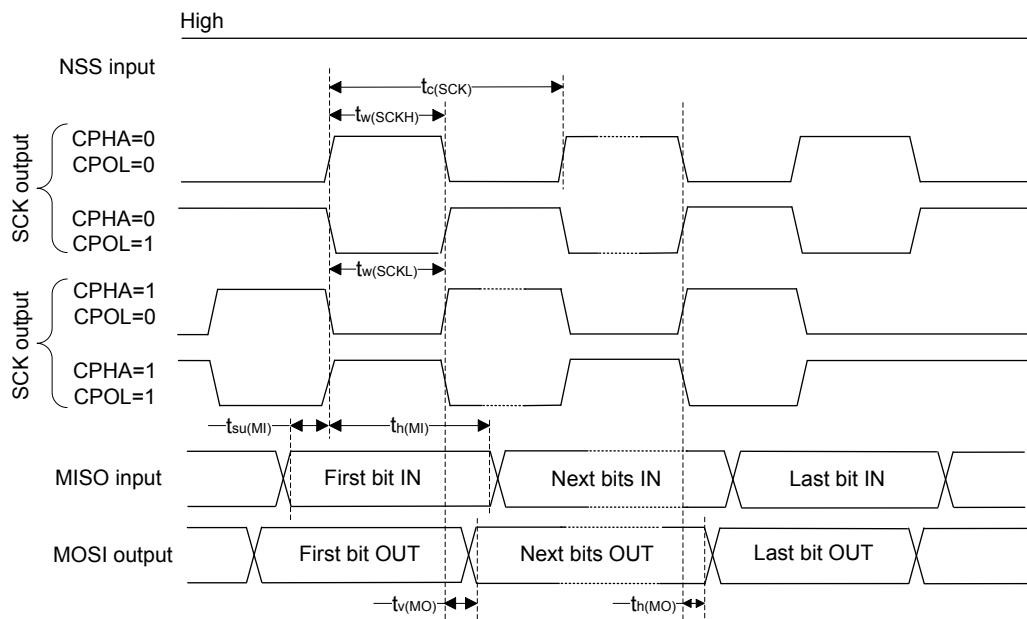 High
NSS input
tc(SCK)
tw(SCKH)
SCK output
CPHA=0
CPOL=0
CPHA=0
CPOL=1
tw(SCKL)
SCK output
CPHA=1
CPOL=0
CPHA=1
CPOL=1
tsu(MI)
th(MI)
MISO input
First bit IN
Next bits IN
Last bit IN
MOSI output
First bit OUT
Next bits OUT
Last bit OUT
tv(MO)
th(MO)